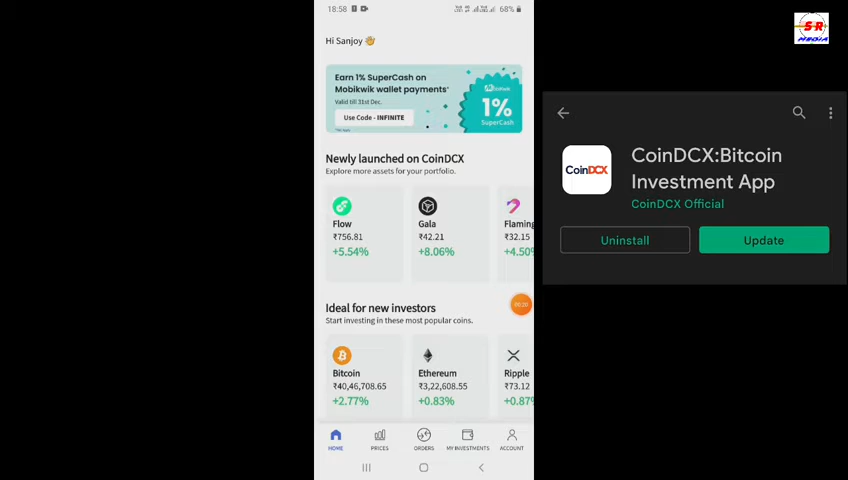 18:58
68%
Hi Sanjoy 👋
Earn 1% SuperCash on
Mobikwik wallet payments*
Valid till 31st Dec.
Use Code - INFINITE
MobiKwik
1%
SuperCash
Newly launched on CoinDCX
Explore more assets for your portfolio.
Flow
₹756.81
+5.54%
Gala
₹42.21
+8.06%
Flaming
₹32.15
+4.50%
00:20
Ideal for new investors
Start investing in these most popular coins.
Bitcoin
₹40,46,708.65
+2.77%
Ethereum
₹3,22,608.55
+0.83%
Ripple
₹73.12
+0.87%
HOME
PRICES
ORDERS
MY INVESTMENTS
ACCOUNT
S-R
MEDIA
CoinDCX
CoinDCX:Bitcoin
Investment App
CoinDCX Official
Uninstall
Update